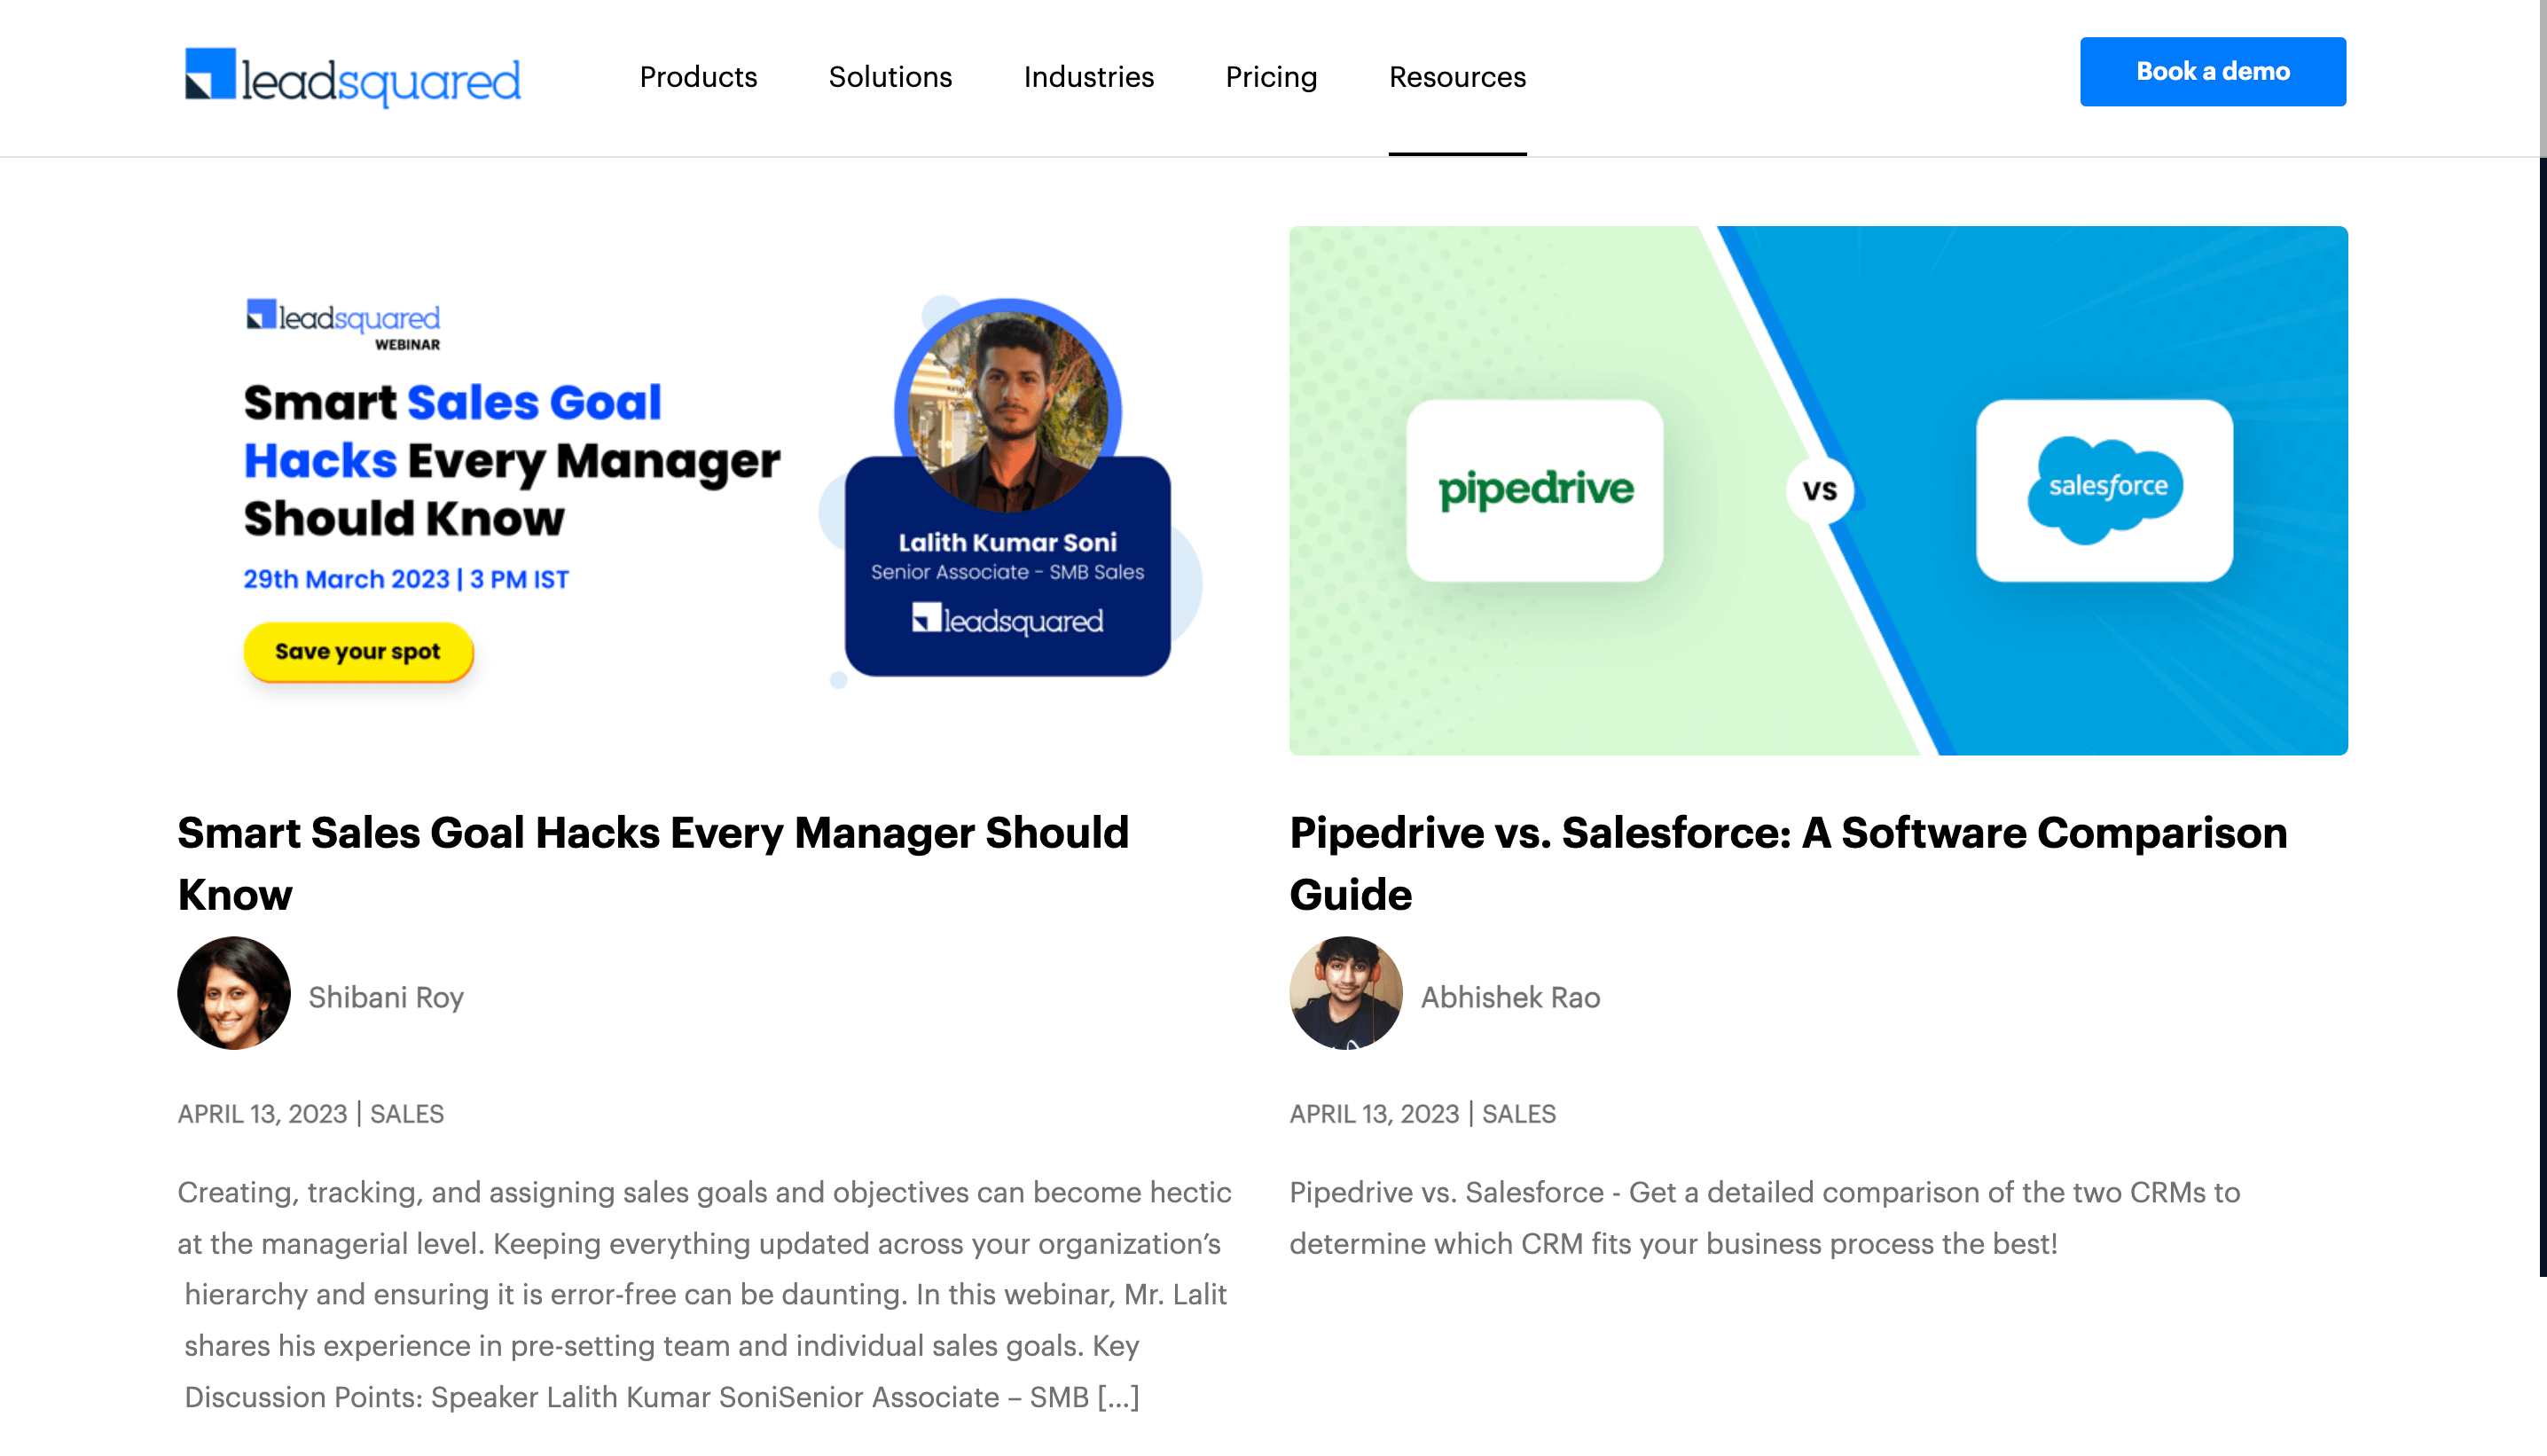 leadsquared
Products
Solutions
Industries
Pricing
Resources
Book a demo
leadsquared
WEBINAR
Smart Sales Goal
Hacks Every Manager
Should Know
29th March 2023 | 3 PM IST
Save your spot
Lalith Kumar Soni
Senior Associate - SMB Sales
leadsquared
pipedrive
VS
salesforce
Smart Sales Goal Hacks Every Manager Should
Know
Shibani Roy
APRIL 13, 2023 | SALES
Creating, tracking, and assigning sales goals and objectives can become hectic
at the managerial level. Keeping everything updated across your organization’s
hierarchy and ensuring it is error-free can be daunting. In this webinar, Mr. Lalit
shares his experience in pre-setting team and individual sales goals. Key
Discussion Points: Speaker Lalith Kumar SoniSenior Associate – SMB [...]
Pipedrive vs. Salesforce: A Software Comparison
Guide
Abhishek Rao
APRIL 13, 2023 | SALES
Pipedrive vs. Salesforce - Get a detailed comparison of the two CRMs to
determine which CRM fits your business process the best!